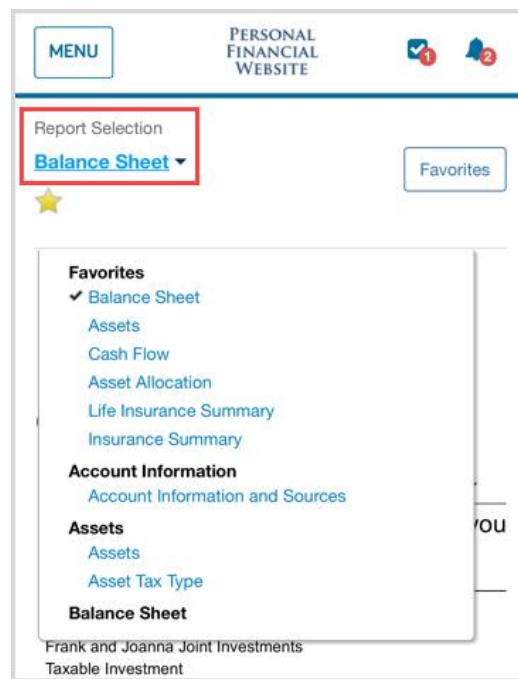 MENU
PERSONAL
FINANCIAL
WEBSITE
1
2
Report Selection
Balance Sheet
Favorites
Favorites
Balance Sheet
Assets
Cash Flow
Asset Allocation
Life Insurance Summary
Insurance Summary
Account Information
Account Information and Sources
Assets
you
Assets
Asset Tax Type
Balance Sheet
Frank and Joanna Joint Investments
Taxable Investment